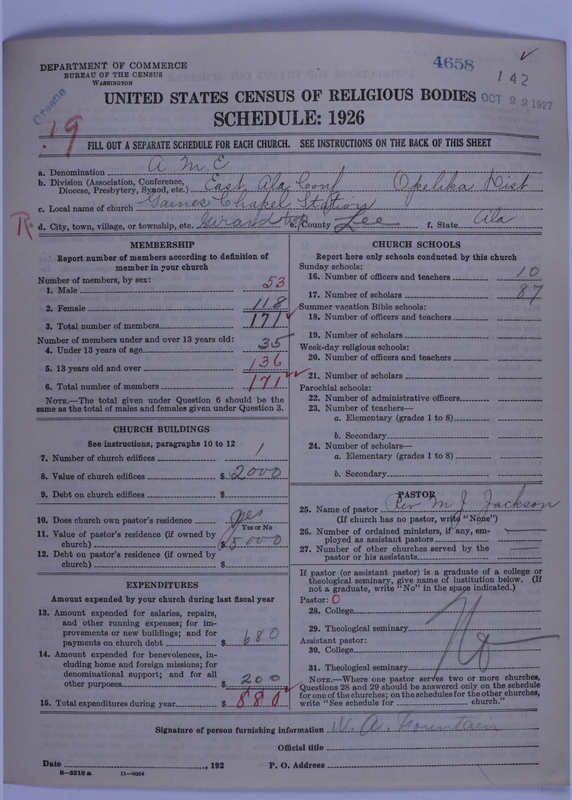 DEPARTMENT OF COMMERCE
BUREAU OF THE CENSUS
WASHINGTON
4658
142
OCT 22 1927
Greene
19
UNITED STATES CENSUS OF RELIGIOUS BODIES
SCHEDULE: 1926
FILL OUT A SEPARATE SCHEDULE FOR EACH CHURCH. SEE INSTRUCTIONS ON THE BACK OF THIS SHEET
a. Denomination A M E
b. Division (Association, Conference, Diocese, Presbytery, Synod, etc.) East Ala Conf Opelika Dist
c. Local name of church Gaines Chapel Station
R
d. City, town, village, or township, etc. e. County Lee f. State Ala
MEMBERSHIP
Report number of members according to definition of
member in your church
Number of members, by sex:
1. Male 53
2. Female 118
3. Total number of members 171
Number of members under and over 13 years old:
4. Under 13 years of age 35
5. 13 years old and over 136
6. Total number of members 171
NOTE.—The total given under Question 6 should be
same as the total of males and females given under Question 3.
CHURCH BUILDINGS
See instructions, paragraphs 10 to 12
7. Number of church edifices 1
8. Value of church edifices $ 2000
9. Debt on church edifices $
10. Does church own pastor's residence yes
Yes or No
11. Value of pastor's residence (if owned by
church) $ 5000
12. Debt on pastor's residence (if owned by
church) $
EXPENDITURES
Amount expended by your church during last fiscal year
13. Amount expended for salaries, repairs,
and other running expenses; for im-
provements or new buildings; and for
payments on church debt $ 680
14. Amount expended for benevolences, in-
cluding home and foreign missions; for
denominational support; and for all
other purposes $ 200
15. Total expenditures during year $ 880
CHURCH SCHOOLS
Report here only schools conducted by this church
Sunday schools:
16. Number of officers and teachers 10
17. Number of scholars 87
Summer vacation Bible schools:
18. Number of officers and teachers
19. Number of scholars
Week-day religious schools:
20. Number of officers and teachers
21. Number of scholars
Parochial schools:
22. Number of administrative officers
23. Number of teachers—
a. Elementary (grades 1 to 8)
b. Secondary
24. Number of scholars—
a. Elementary (grades 1 to 8)
b. Secondary
PASTOR
25. Name of pastor Rev M. J. Jackson
(If church has no pastor, write "None")
26. Number of ordained ministers, if any, em-
ployed as assistant pastors
27. Number of other churches served by the
pastor or his assistants
If pastor (or assistant pastor) is a graduate of a college or
theological seminary, give name of institution below. (If
not a graduate, write "No" in the space indicated.)
Pastor: 0
28. College
29. Theological seminary No
Assistant pastor:
30. College
31. Theological seminary
NOTE.—Where one pastor serves two or more churches,
Questions 28 and 29 should be answered only on the schedule
for one of the churches; on the schedules for the other churches,
write "See schedule for church."
Signature of person furnishing information W. A. Fountain
Official title
Date , 192 P. O. Address
8—5518 a 11—9034